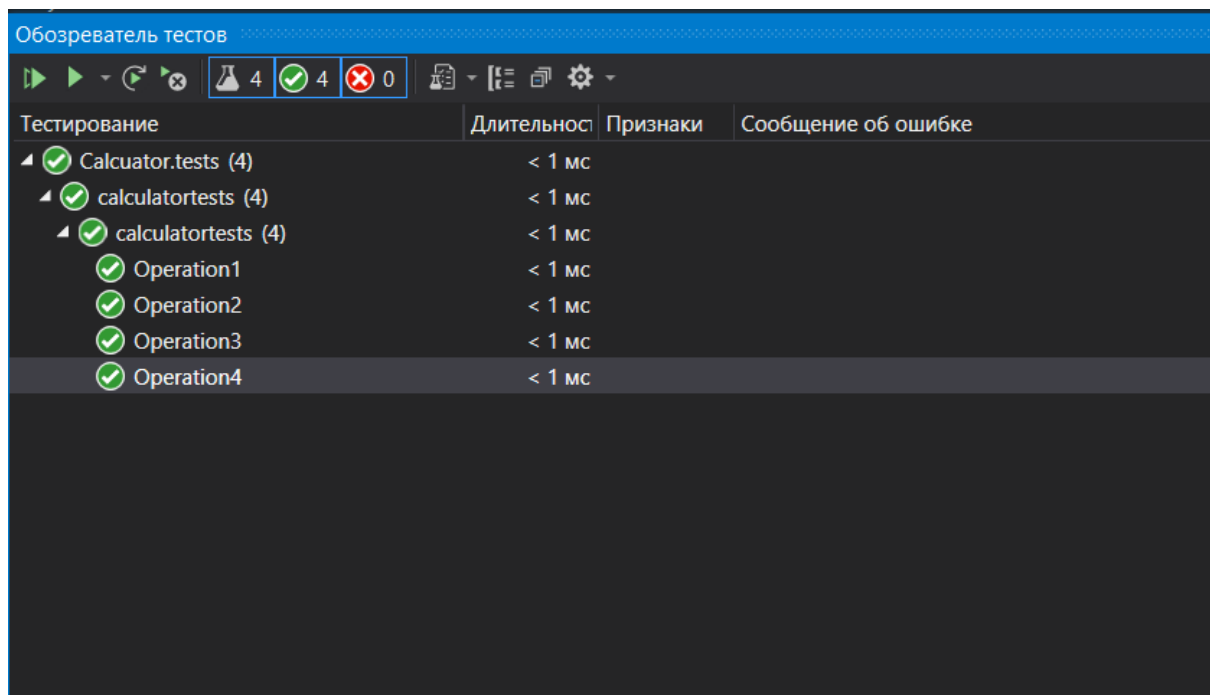 Обозреватель тестов
4 4 0
Тестирование Длительност Признаки Сообщение об ошибке
Calcuator.tests (4) < 1 мс
calculatortests (4) < 1 мс
calculatortests (4) < 1 мс
Operation1 < 1 мс
Operation2 < 1 мс
Operation3 < 1 мс
Operation4 < 1 мс